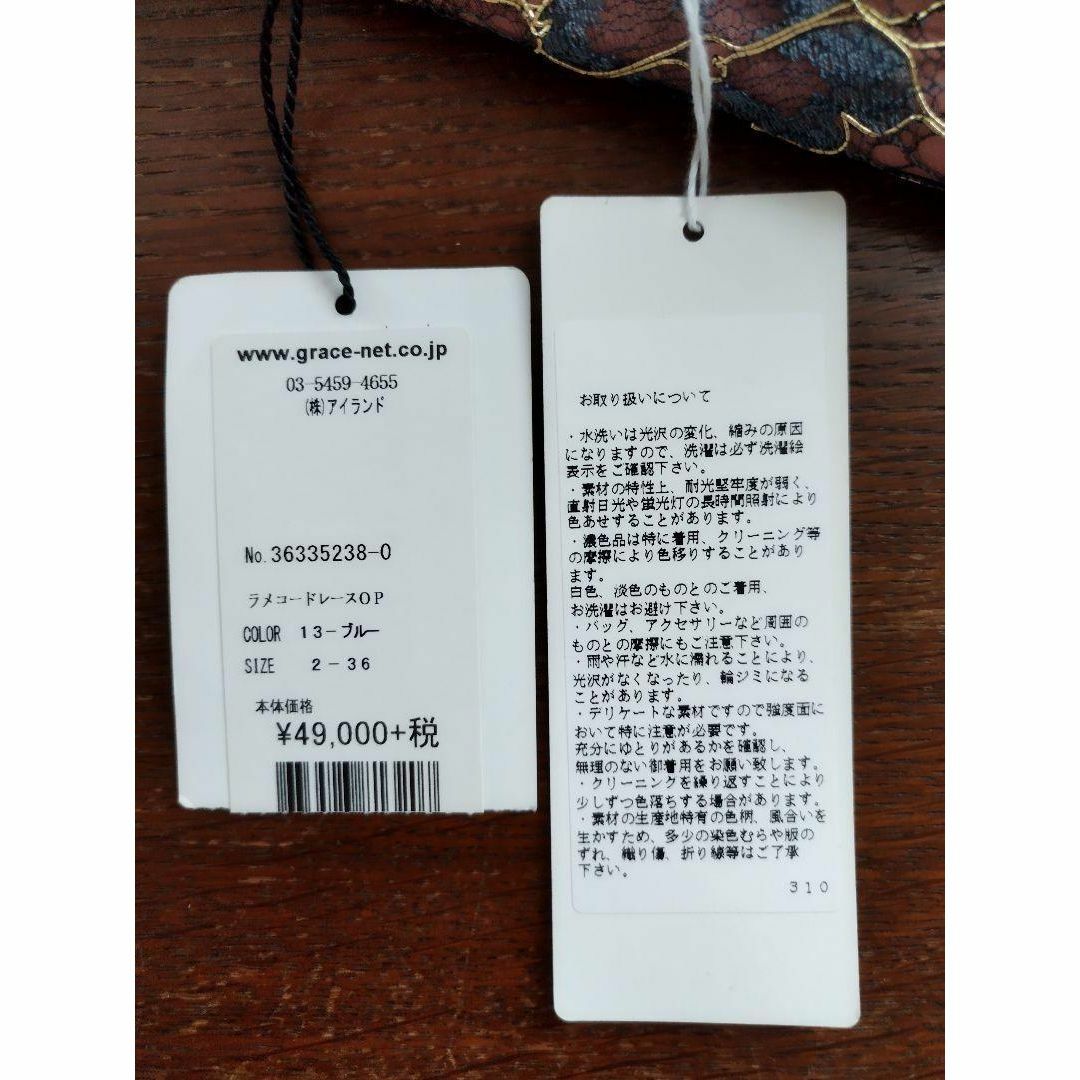 www.grace-net.co.jp
03-5459-4655
(株)アイランド
No.36335238-0
ラメコードレースOP
COLOR 13-ブルー
SIZE 2-36
本体価格
¥49,000+税
お取り扱いについて
・水洗いは光沢の変化、縮みの原因
になりますので、洗濯は必ず洗濯絵
表示をご確認下さい。
・素材の特性上、耐光堅牢度が弱く、
直射日光や蛍光灯の長時間照射により
色あせすることがあります。
・濃色品は特に着用、クリーニング等
の摩擦により色移りすることがあり
ます。
白色、淡色のものとのご着用、
お洗濯はお避け下さい。
・バッグ、アクセサリーなど周囲の
ものとの摩擦にもご注意下さい。
・雨や汗など水に濡れることにより、
光沢がなくなったり、輪ジミになる
ことがあります。
・デリケートな素材ですので強度面に
おいて特に注意が必要です。
充分にゆとりがあるかを確認し、
無理のない御着用をお願い致します。
・クリーニングを繰り返すことにより
少しずつ色落ちする場合があります。
・素材の生産地特有の色柄、風合いを
生かすため、多少の染色むらや版の
ずれ、織り傷、折り線等はご了承
下さい。
310